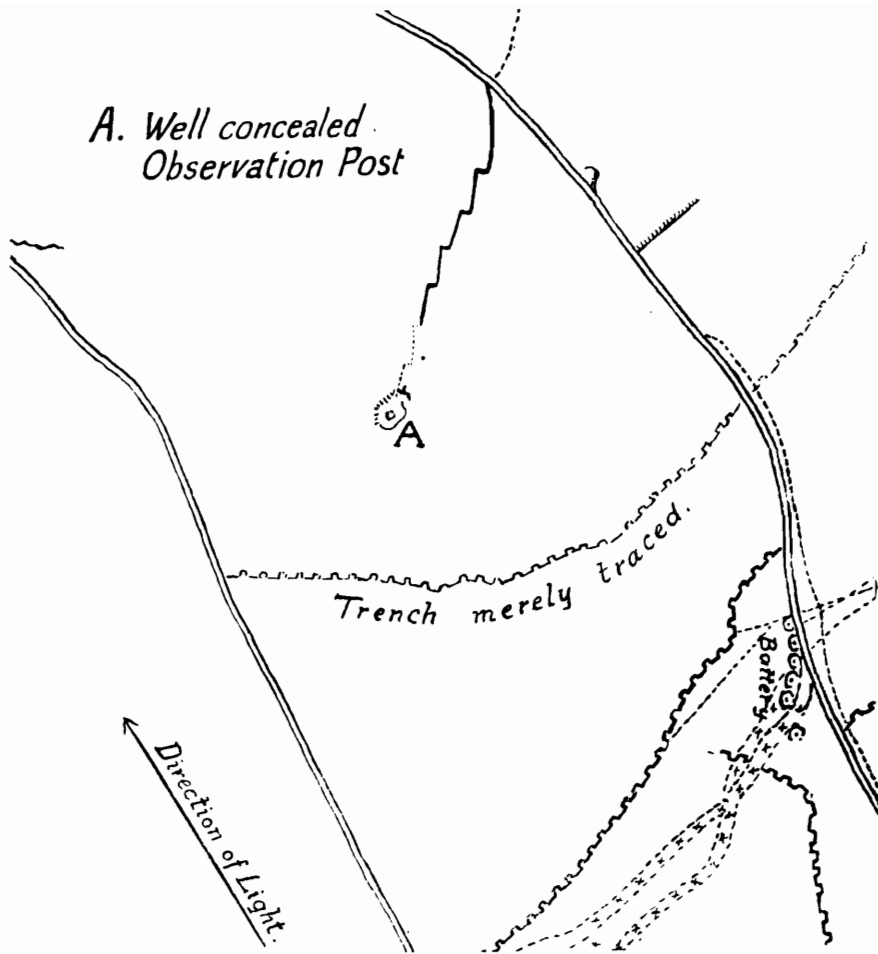 A. Well concealed
Observation Post
A
Trench merely traced.
Battery
Direction of Light.